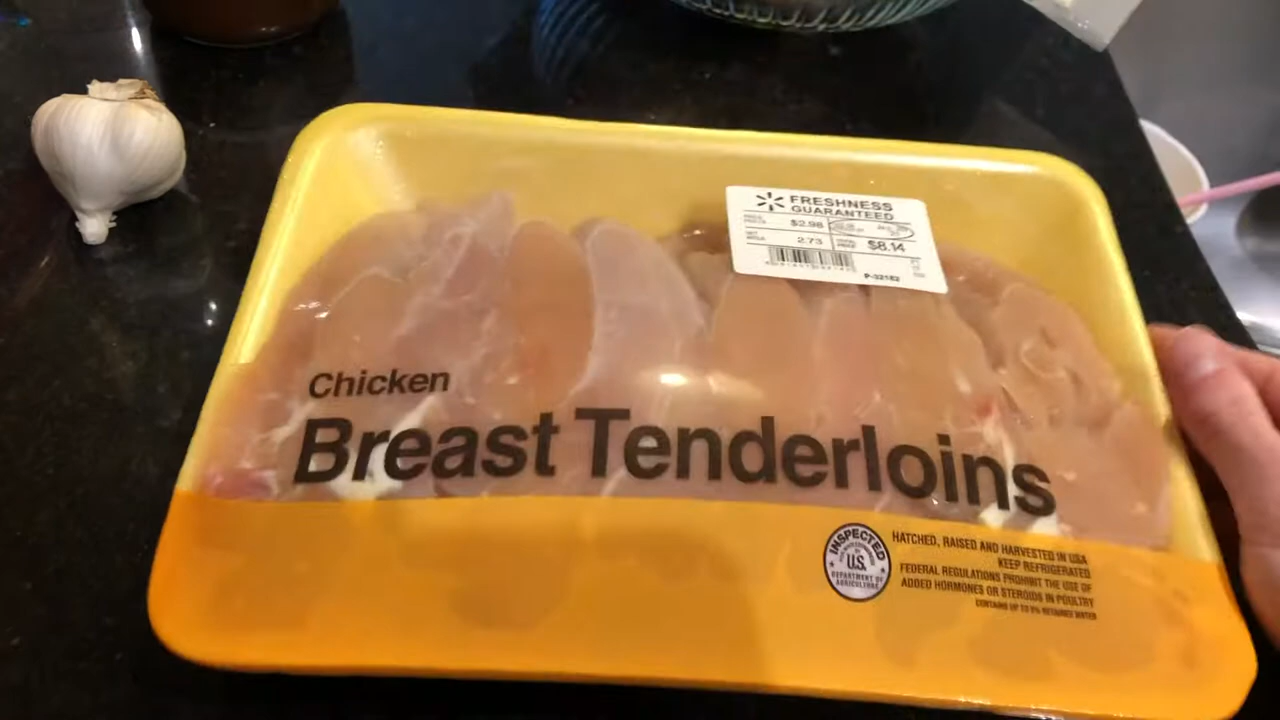 FRESHNESS
GUARANTEED
$2.98
2.73
$8.14
P-32182
Chicken
Breast Tenderloins
INSPECTED
U.S.
DEPARTMENT OF
AGRICULTURE
HATCHED, RAISED AND HARVESTED IN USA
KEEP REFRIGERATED
FEDERAL REGULATIONS PROHIBIT THE USE OF
ADDED HORMONES OR STEROIDS IN POULTRY